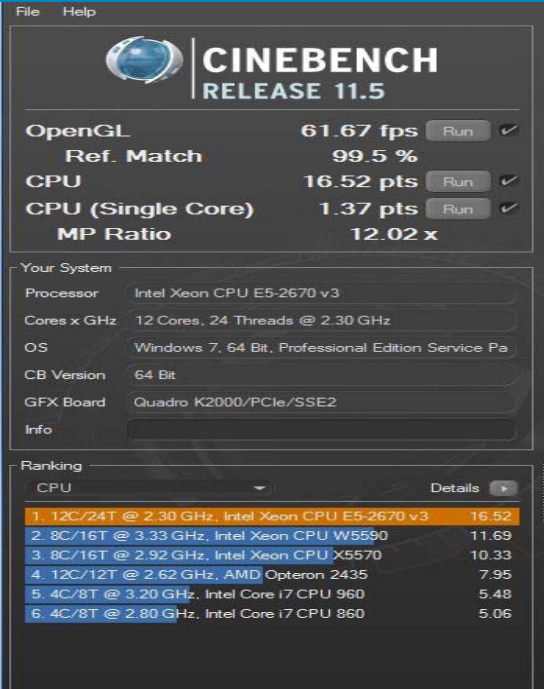 File Help
CINEBENCH
RELEASE 11.5
OpenGL 61.67 fps Run
Ref. Match 99.5 %
CPU 16.52 pts Run
CPU (Single Core) 1.37 pts Run
MP Ratio 12.02 x
Your System
Processor Intel Xeon CPU E5-2670 v3
Cores x GHz 12 Cores, 24 Threads @ 2.30 GHz
OS Windows 7, 64 Bit, Professional Edition Service Pa
CB Version 64 Bit
GFX Board Quadro K2000/PCIe/SSE2
Info
Ranking
CPU Details
1. 12C/24T @ 2.30 GHz, Intel Xeon CPU E5-2670 v3 16.52
2. 8C/16T @ 3.33 GHz, Intel Xeon CPU W5590 11.69
3. 8C/16T @ 2.92 GHz, Intel Xeon CPU X5570 10.33
4. 12C/12T @ 2.62 GHz, AMD Opteron 2435 7.95
5. 4C/8T @ 3.20 GHz, Intel Core i7 CPU 960 5.48
6. 4C/8T @ 2.80 GHz, Intel Core i7 CPU 860 5.06